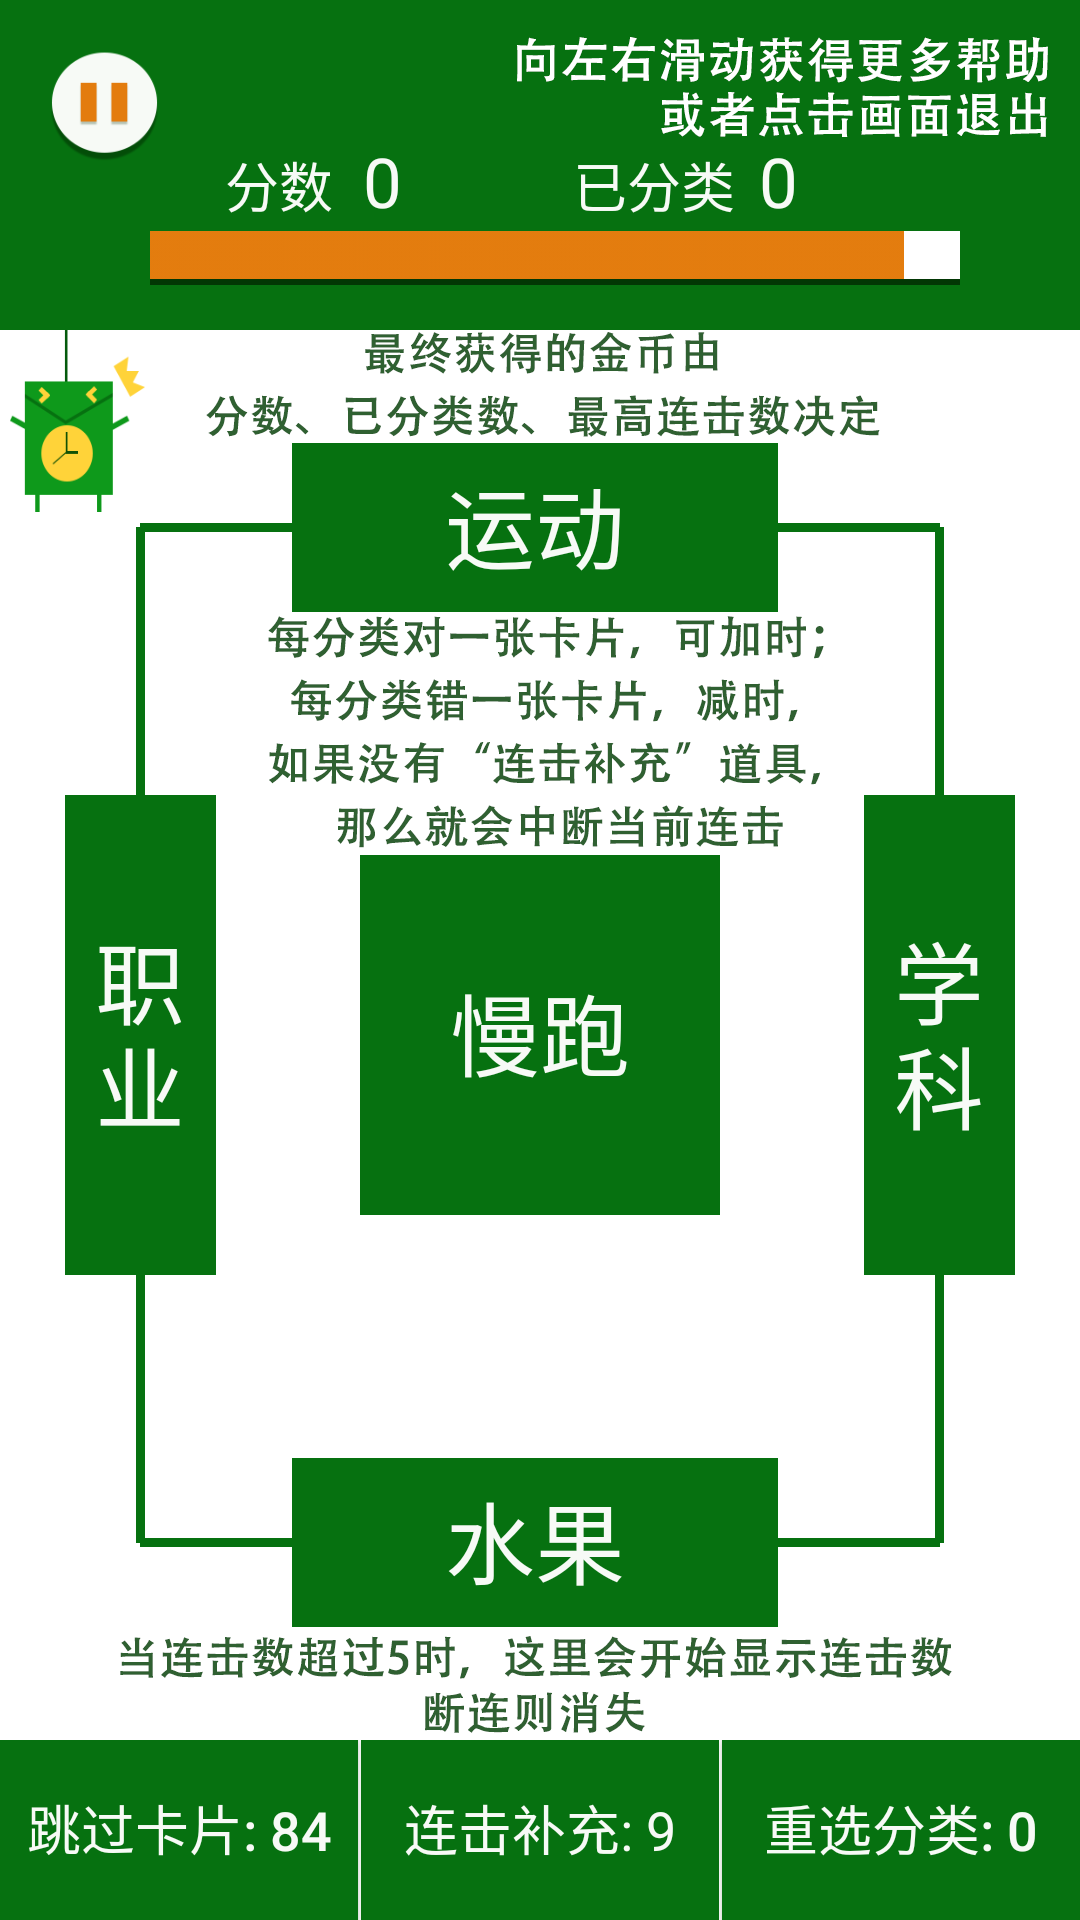 向左右滑动获得更多帮助
或者点击画面退出
分数 0 已分类 0
最终获得的金币由
分数、已分类数、最高连击数决定
运动
每分类对一张卡片，可加时；
每分类错一张卡片，减时，
如果没有“连击补充”道具，
那么就会中断当前连击
职业
慢跑
学科
水果
当连击数超过5时，这里会开始显示连击数
断连则消失
跳过卡片: 84
连击补充: 9
重选分类: 0